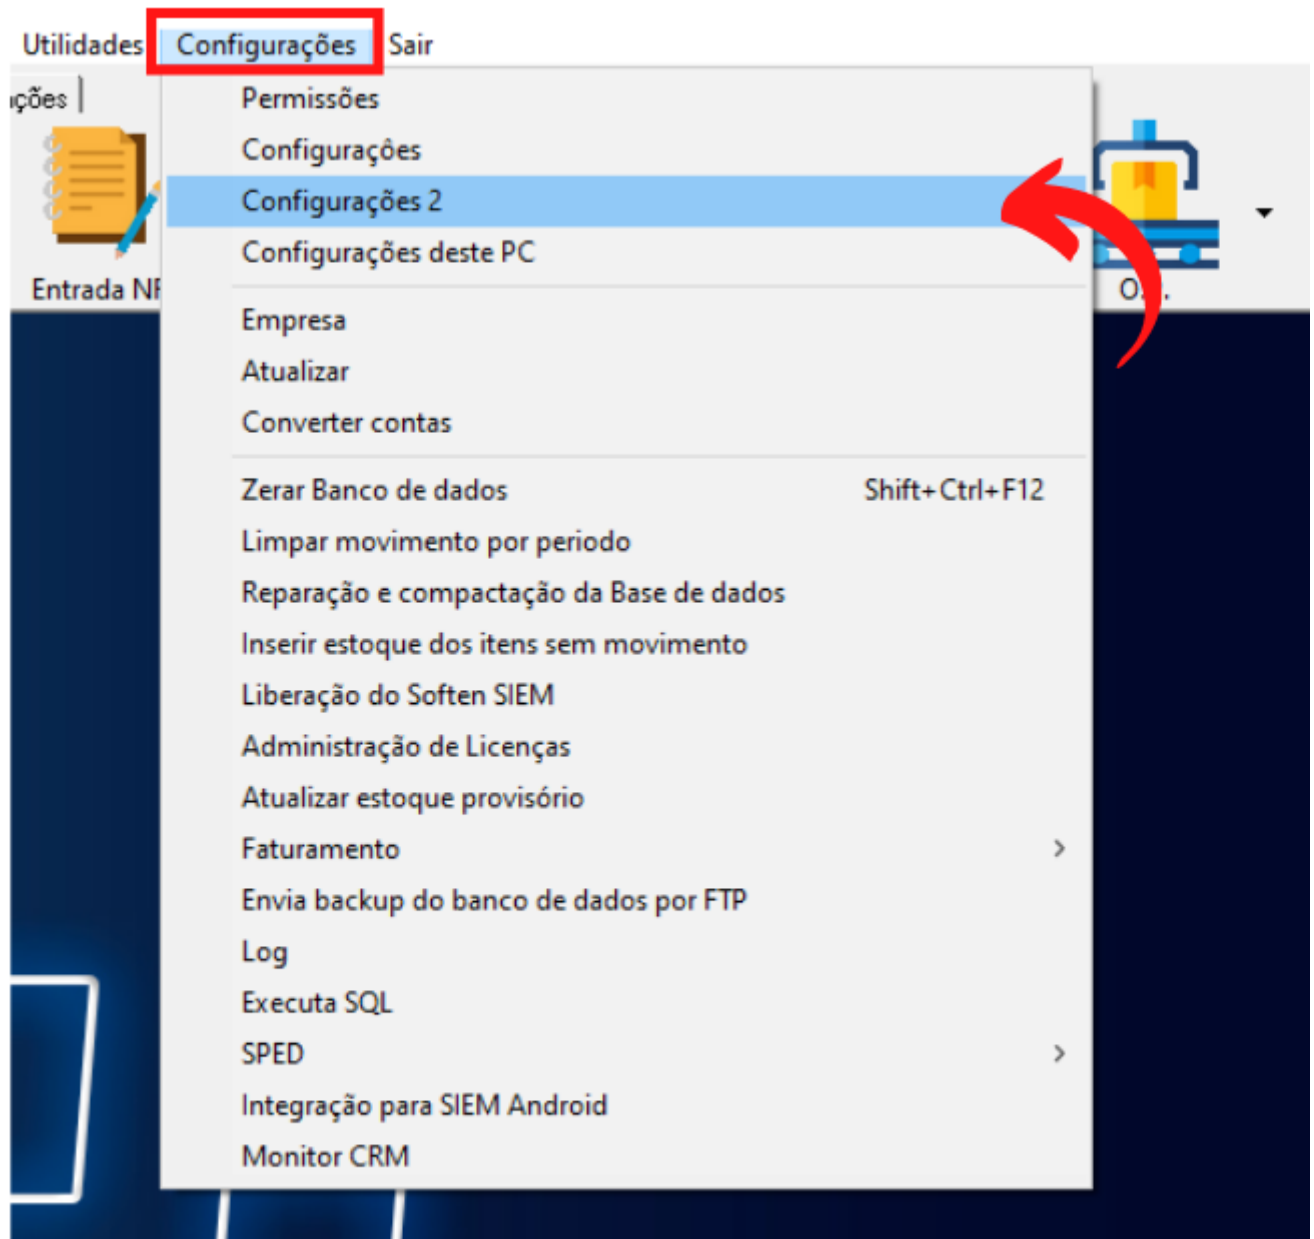 Utilidades Configurações Sair
ções
Permissões
Configuraçôes
Configurações 2
Configurações deste PC
Entrada NF
Empresa
Atualizar
Converter contas
Zerar Banco de dados Shift+Ctrl+F12
Limpar movimento por periodo
Reparação e compactação da Base de dados
Inserir estoque dos itens sem movimento
Liberação do Soften SIEM
Administração de Licenças
Atualizar estoque provisório
Faturamento
Envia backup do banco de dados por FTP
Log
Executa SQL
SPED
Integração para SIEM Android
Monitor CRM